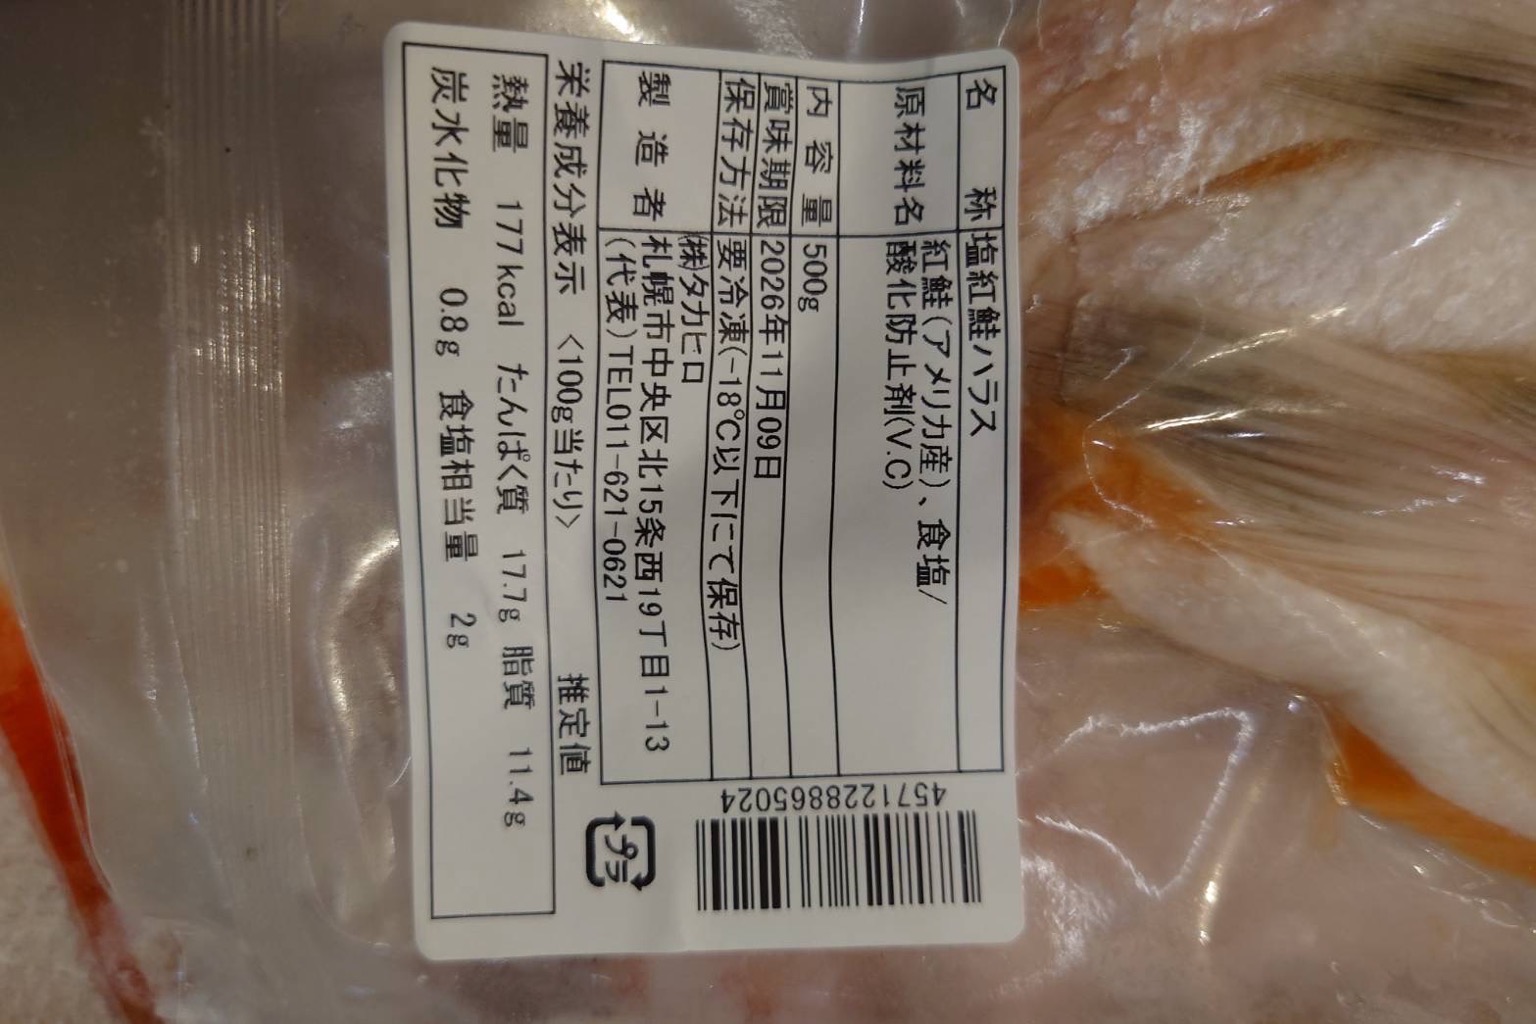 名 称 塩紅鮭ハラス
原材料名 紅鮭(アメリカ産)、食塩/
酸化防止剤(V.C)
内 容 量 500g
賞味期限 2026年11月09日
保存方法 要冷凍(-18℃以下にて保存)
製 造 者 ㈱タカヒロ
札幌市中央区北15条西19丁目1-13
(代表)TEL011-621-0621
栄養成分表示 〈100g当たり〉 推定値
熱量 177kcal たんぱく質 17.7g 脂質 11.4g
炭水化物 0.8g 食塩相当量 2g
4571228865024
プラ